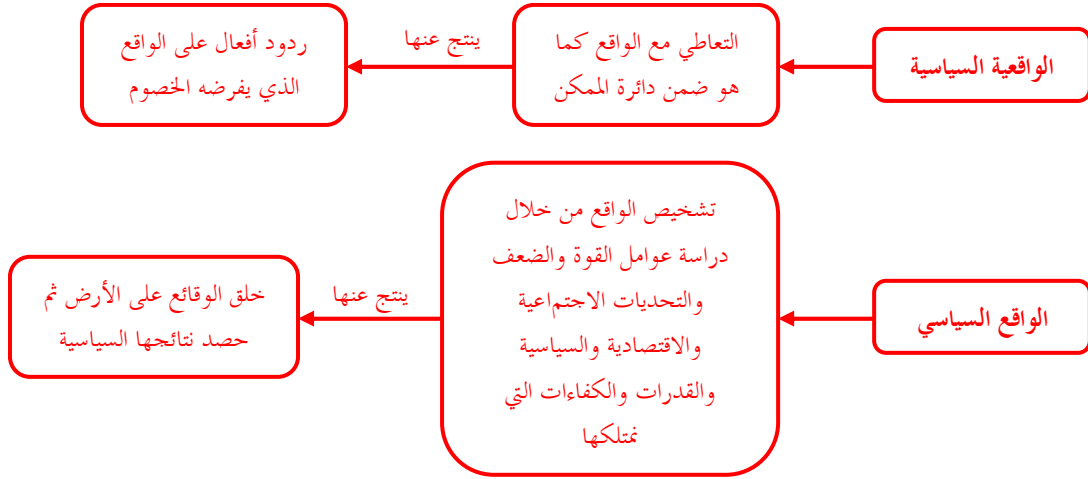 الواقعية السياسية
التعاطي مع الواقع كما
هو ضمن دائرة الممكن
ينتج عنها
ردود أفعال على الواقع
الذي يفرضه الخصوم
الواقع السياسي
تشخيص الواقع من خلال
دراسة عوامل القوة والضعف
والتحديات الاجتماعية
والاقتصادية والسياسية
والقدرات والكفاءات التي
نمتلكها
ينتج عنها
خلق الوقائع على الأرض ثم
حصد نتائجها السياسية